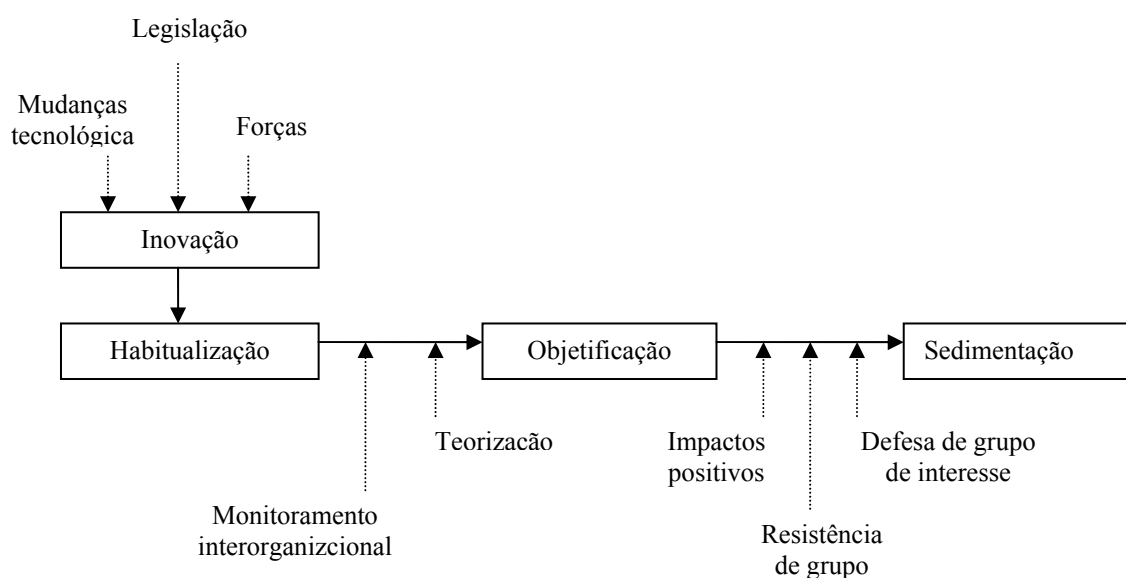 Legislação
Mudanças
tecnológica
Forças
Inovação
Habitualização
Objetificação
Sedimentação
Teorizacão
Impactos
positivos
Defesa de grupo
de interesse
Monitoramento
interorganizcional
Resistência
de grupo